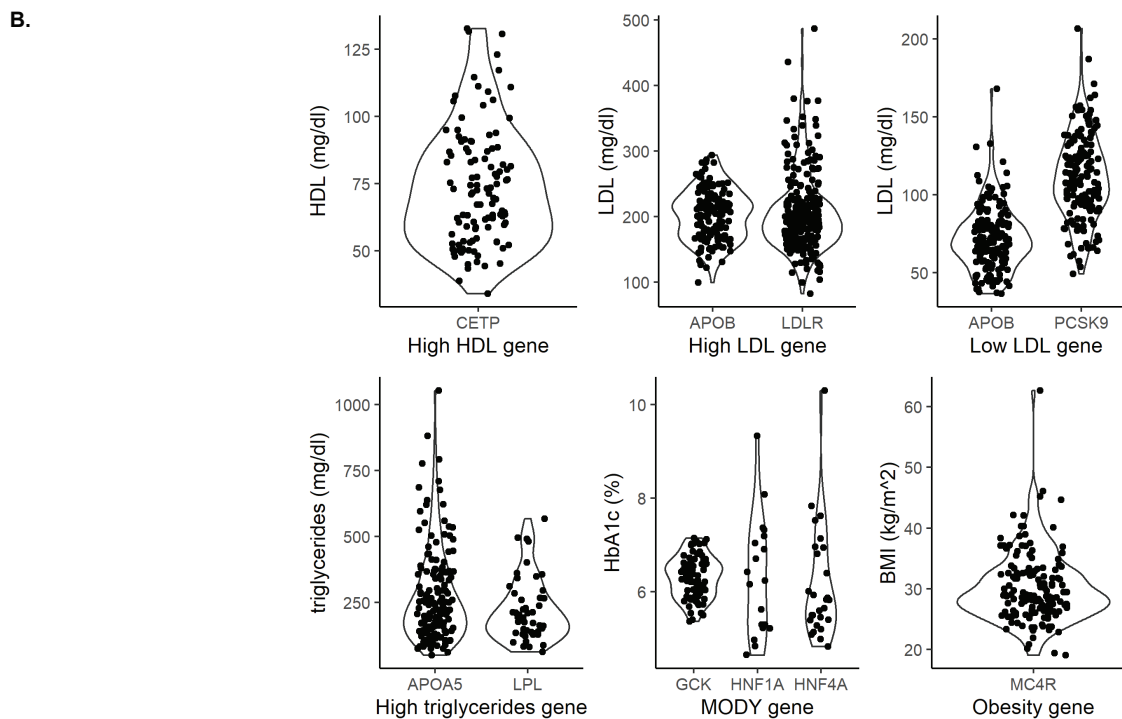 B.
HDL (mg/dl)
125
100
75
50
CETP
High HDL gene
LDL (mg/dl)
500
400
300
200
100
APOB LDLR
High LDL gene
LDL (mg/dl)
200
150
100
50
APOB PCSK9
Low LDL gene
triglycerides (mg/dl)
1000
750
500
250
APOA5 LPL
High triglycerides gene
HbA1c (%)
10
8
6
GCK HNF1A HNF4A
MODY gene
BMI (kg/m^2)
60
50
40
30
20
MC4R
Obesity gene